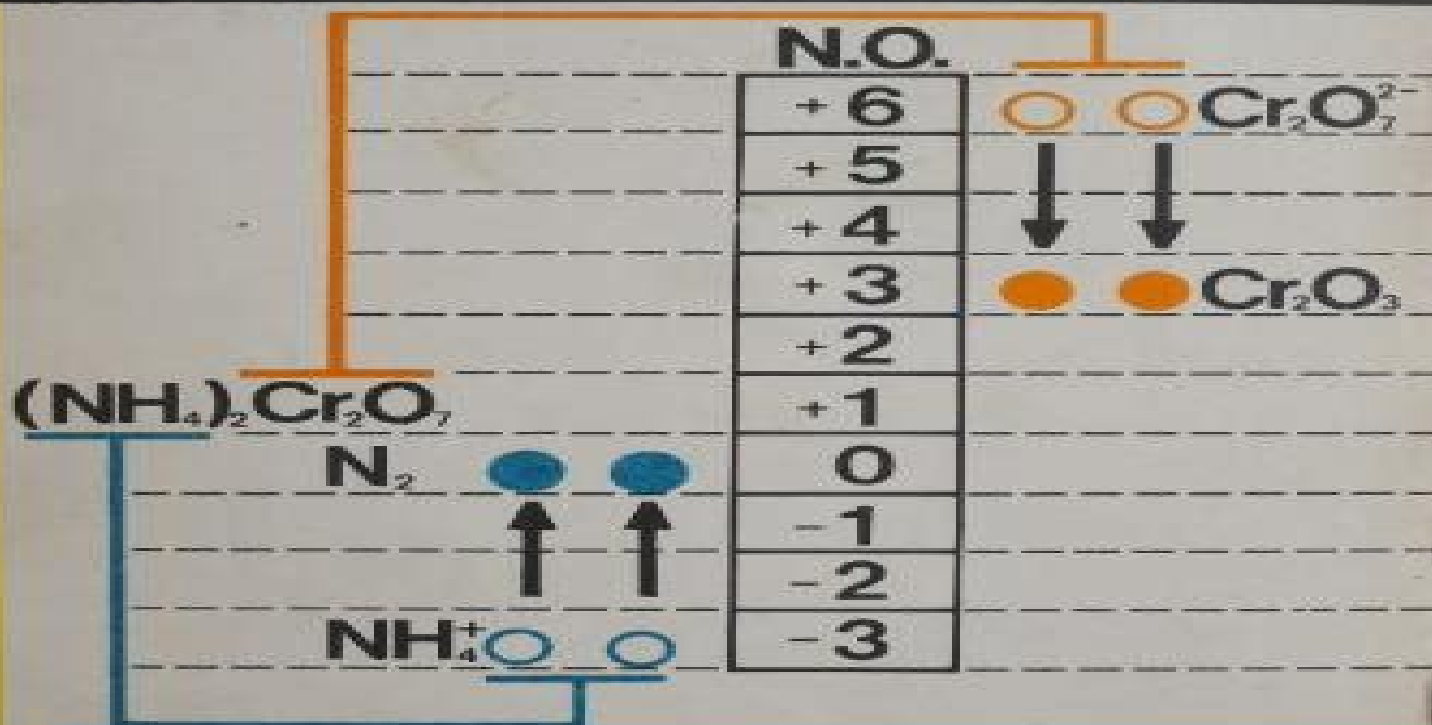 N.O.
+6 Cr₂O₇²⁻
+5
+4
+3 Cr₂O₃
+2
(NH₄)₂Cr₂O₇ +1
N₂ 0
-1
-2
NH₄⁺ -3